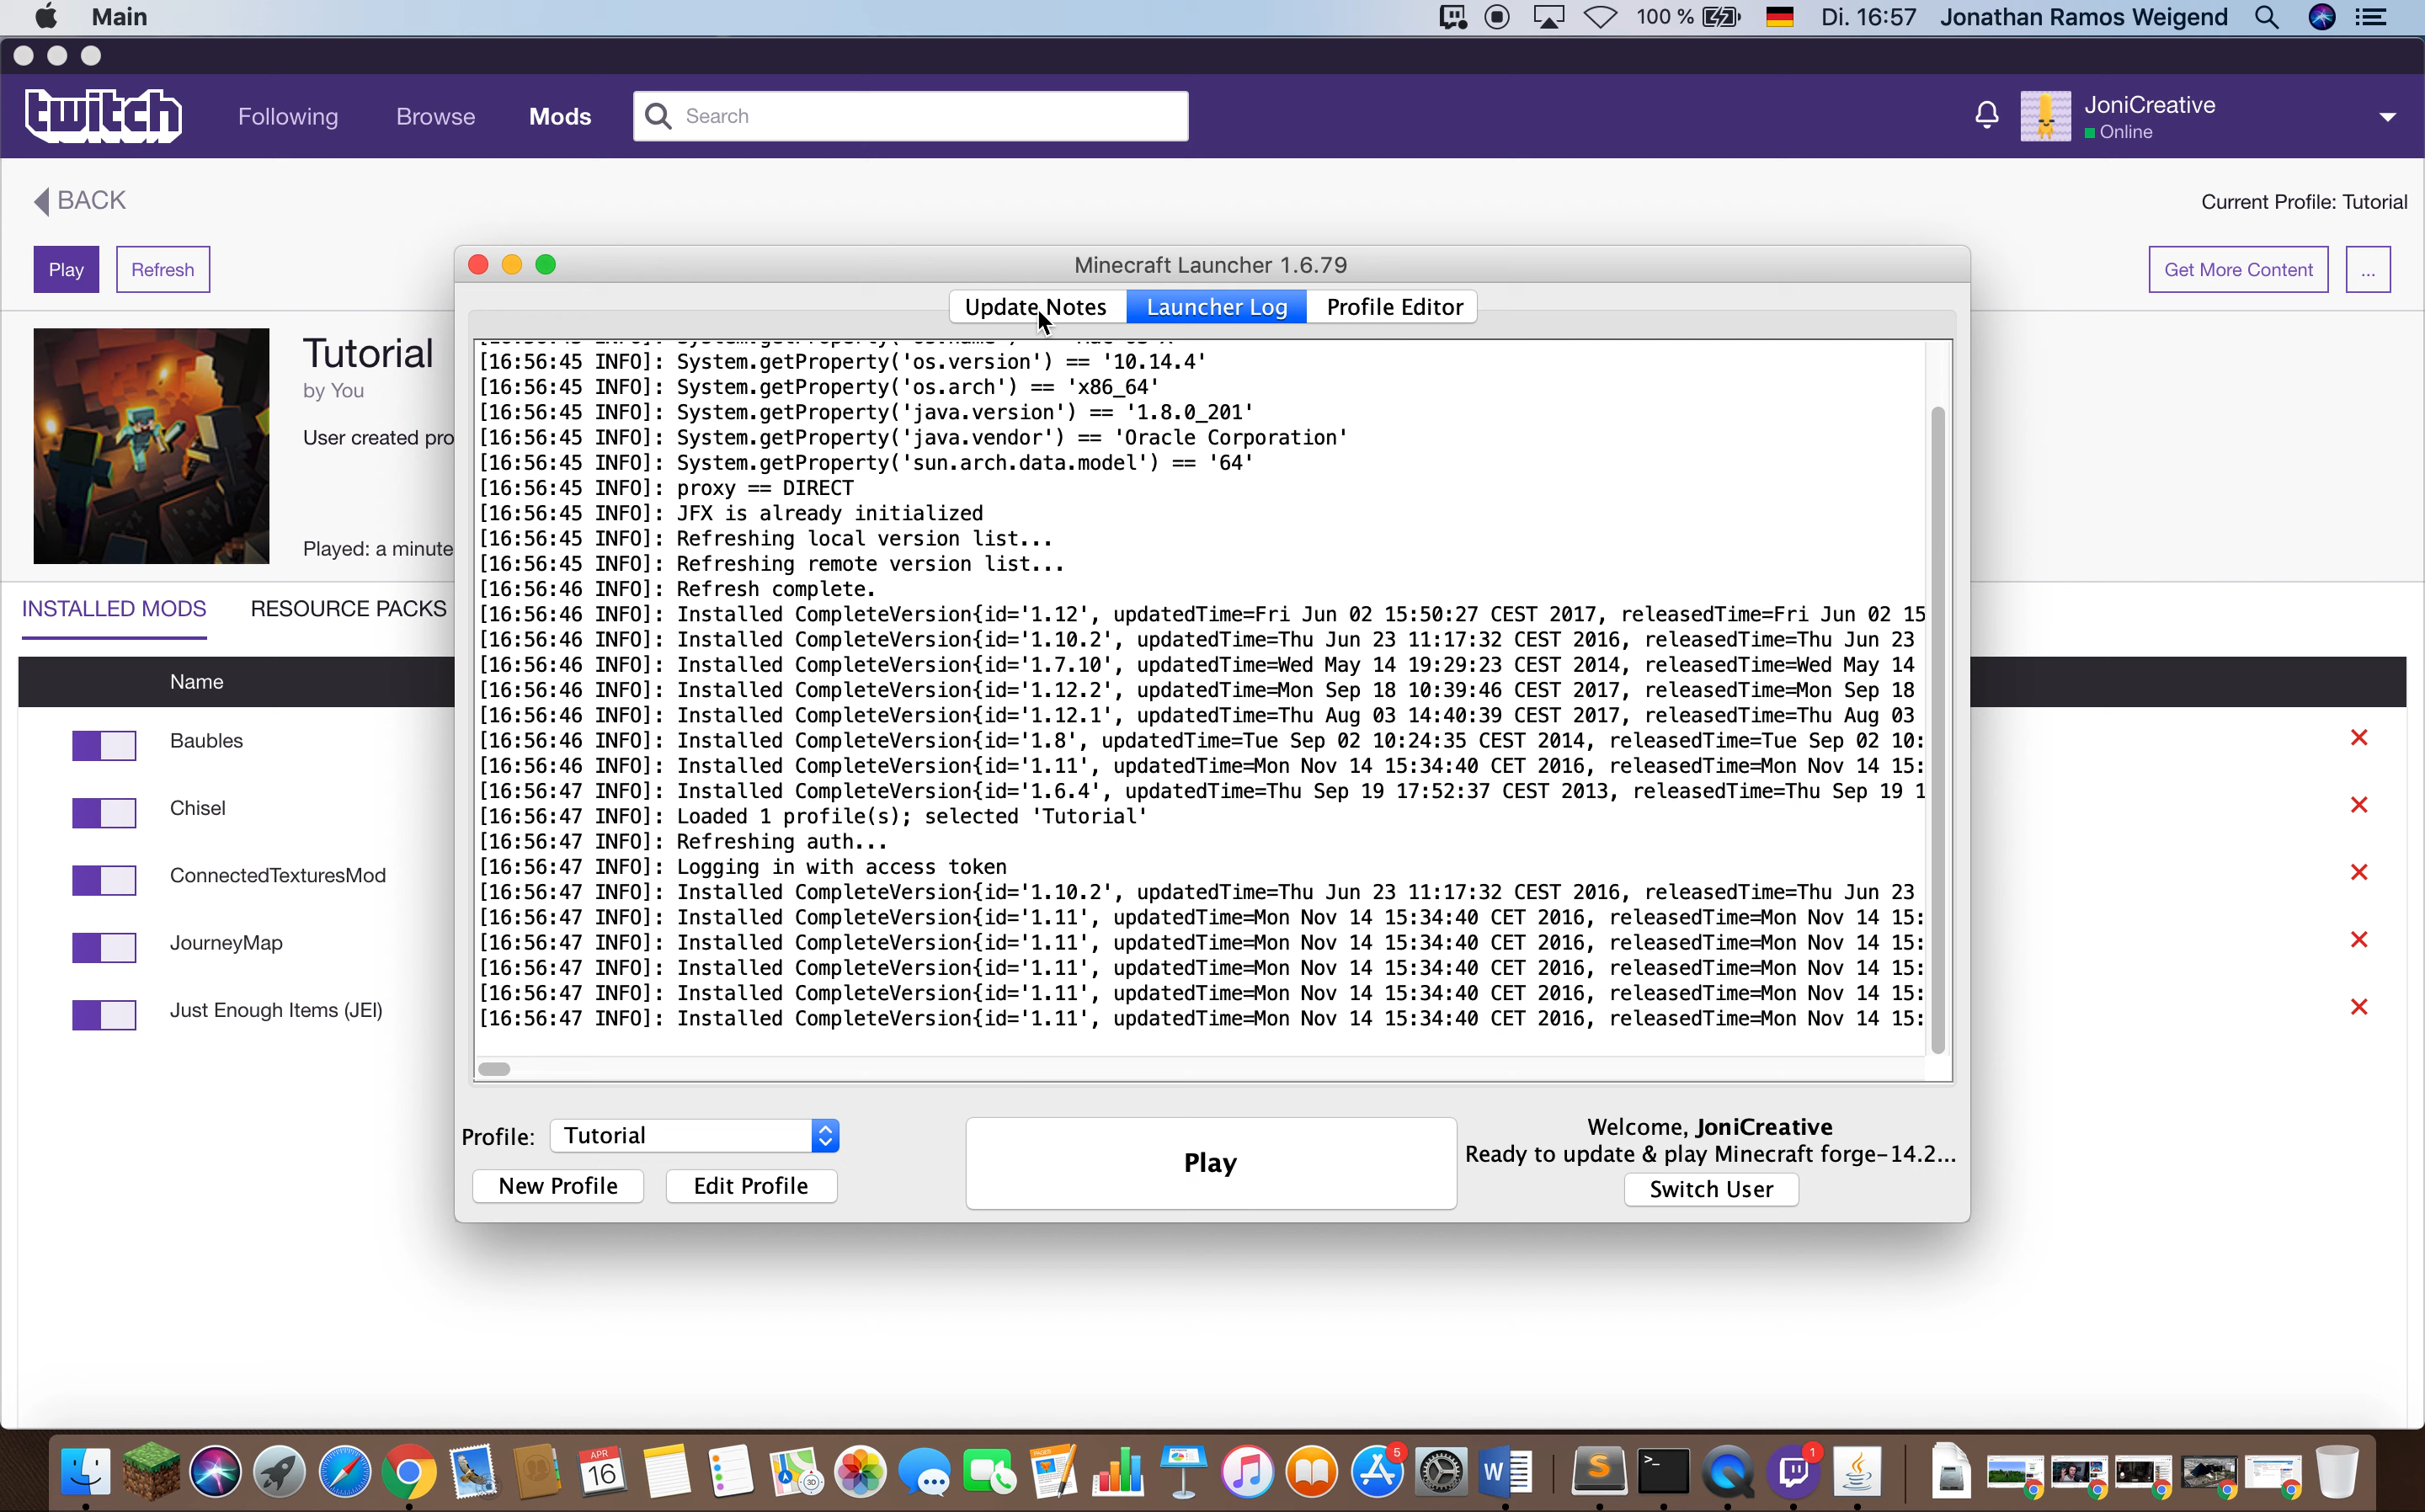 Main
100 %
Di. 16:57
Jonathan Ramos Weigend
twitch
Following
Browse
Mods
Search
JoniCreative
Online
BACK
Current Profile: Tutorial
Play
Refresh
Get More Content
...
Tutorial
by You
User created pro
Played: a minute
INSTALLED MODS
RESOURCE PACKS
Name
Baubles
Chisel
ConnectedTexturesMod
JourneyMap
Just Enough Items (JEI)
Minecraft Launcher 1.6.79
Update Notes
Launcher Log
Profile Editor
[16:56:45 INFO]: System.getProperty('os.version') == '10.14.4'
[16:56:45 INFO]: System.getProperty('os.arch') == 'x86_64'
[16:56:45 INFO]: System.getProperty('java.version') == '1.8.0_201'
[16:56:45 INFO]: System.getProperty('java.vendor') == 'Oracle Corporation'
[16:56:45 INFO]: System.getProperty('sun.arch.data.model') == '64'
[16:56:45 INFO]: proxy == DIRECT
[16:56:45 INFO]: JFX is already initialized
[16:56:45 INFO]: Refreshing local version list...
[16:56:45 INFO]: Refreshing remote version list...
[16:56:46 INFO]: Refresh complete.
[16:56:46 INFO]: Installed CompleteVersion{id='1.12', updatedTime=Fri Jun 02 15:50:27 CEST 2017, releasedTime=Fri Jun 02 15
[16:56:46 INFO]: Installed CompleteVersion{id='1.10.2', updatedTime=Thu Jun 23 11:17:32 CEST 2016, releasedTime=Thu Jun 23
[16:56:46 INFO]: Installed CompleteVersion{id='1.7.10', updatedTime=Wed May 14 19:29:23 CEST 2014, releasedTime=Wed May 14
[16:56:46 INFO]: Installed CompleteVersion{id='1.12.2', updatedTime=Mon Sep 18 10:39:46 CEST 2017, releasedTime=Mon Sep 18
[16:56:46 INFO]: Installed CompleteVersion{id='1.12.1', updatedTime=Thu Aug 03 14:40:39 CEST 2017, releasedTime=Thu Aug 03
[16:56:46 INFO]: Installed CompleteVersion{id='1.8', updatedTime=Tue Sep 02 10:24:35 CEST 2014, releasedTime=Tue Sep 02 10:
[16:56:46 INFO]: Installed CompleteVersion{id='1.11', updatedTime=Mon Nov 14 15:34:40 CET 2016, releasedTime=Mon Nov 14 15:
[16:56:47 INFO]: Installed CompleteVersion{id='1.6.4', updatedTime=Thu Sep 19 17:52:37 CEST 2013, releasedTime=Thu Sep 19 1
[16:56:47 INFO]: Loaded 1 profile(s); selected 'Tutorial'
[16:56:47 INFO]: Refreshing auth...
[16:56:47 INFO]: Logging in with access token
[16:56:47 INFO]: Installed CompleteVersion{id='1.10.2', updatedTime=Thu Jun 23 11:17:32 CEST 2016, releasedTime=Thu Jun 23
[16:56:47 INFO]: Installed CompleteVersion{id='1.11', updatedTime=Mon Nov 14 15:34:40 CET 2016, releasedTime=Mon Nov 14 15:
[16:56:47 INFO]: Installed CompleteVersion{id='1.11', updatedTime=Mon Nov 14 15:34:40 CET 2016, releasedTime=Mon Nov 14 15:
[16:56:47 INFO]: Installed CompleteVersion{id='1.11', updatedTime=Mon Nov 14 15:34:40 CET 2016, releasedTime=Mon Nov 14 15:
[16:56:47 INFO]: Installed CompleteVersion{id='1.11', updatedTime=Mon Nov 14 15:34:40 CET 2016, releasedTime=Mon Nov 14 15:
[16:56:47 INFO]: Installed CompleteVersion{id='1.11', updatedTime=Mon Nov 14 15:34:40 CET 2016, releasedTime=Mon Nov 14 15:
Profile:
Tutorial
New Profile
Edit Profile
Play
Welcome, JoniCreative
Ready to update & play Minecraft forge-14.2...
Switch User
APR
16
PAGES
3D
5
W
S
>_
1